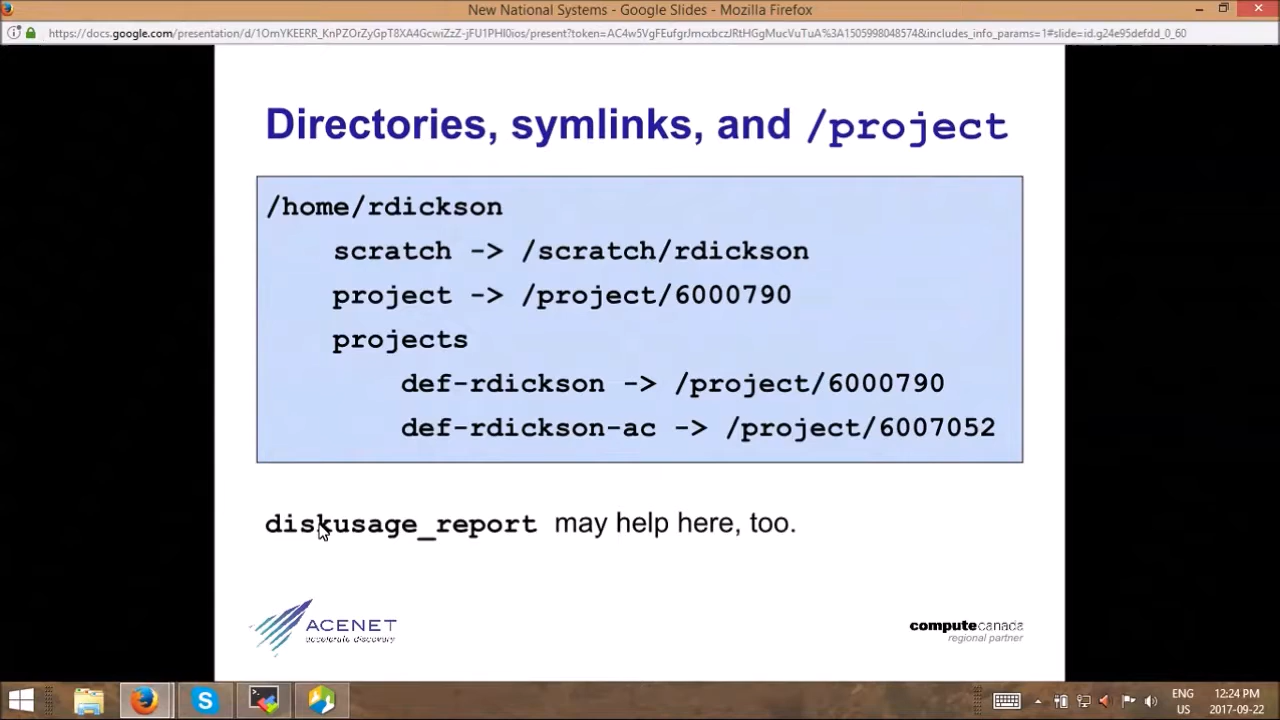 New National Systems - Google Slides - Mozilla Firefox
Directories, symlinks, and /project
/home/rdickson
scratch -> /scratch/rdickson
project -> /project/6000790
projects
def-rdickson -> /project/6000790
def-rdickson-ac -> /project/6007052
diskusage_report may help here, too.
ACENET
accelerate discovery
computecanada
regional partner
ENG
US
12:24 PM
2017-09-22